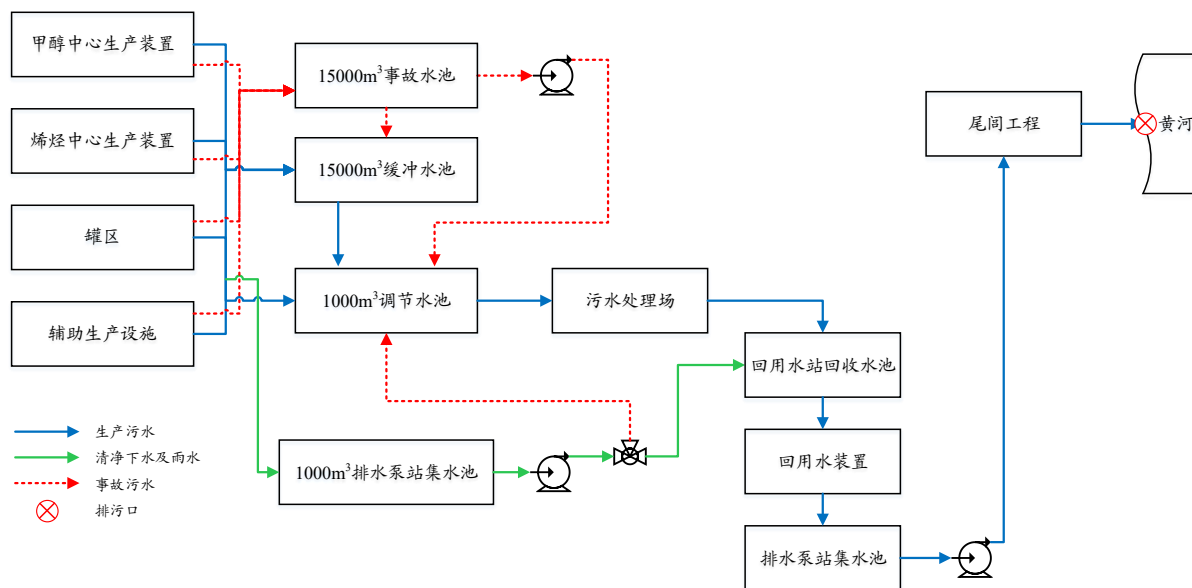 甲醇中心生产装置
烯烃中心生产装置
罐区
辅助生产设施
15000m³事故水池
15000m³缓冲水池
1000m³调节水池
污水处理场
尾闾工程
黄河
回用水站回收水池
回用水装置
排水泵站集水池
1000m³排水泵站集水池
生产污水
清净下水及雨水
事故污水
排污口